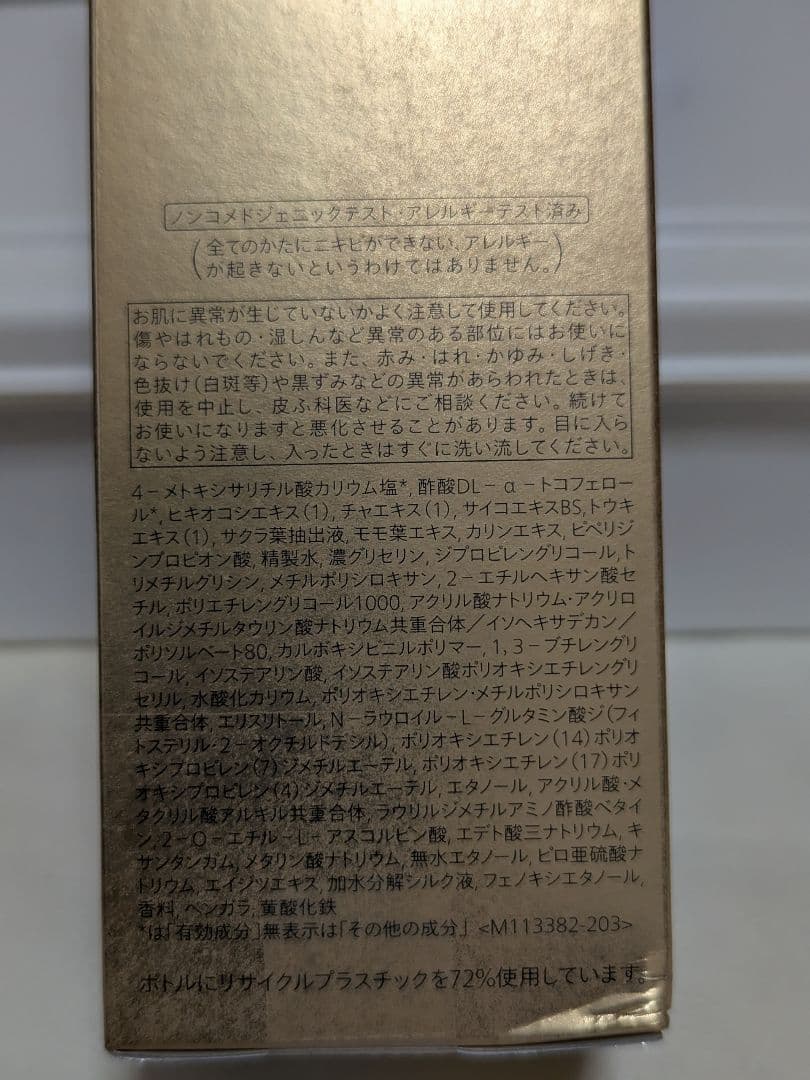 ノンコメドジェニックテスト・アレルギーテスト済み
(全てのかたにニキビができない、アレルギー
が起きないというわけではありません。)
お肌に異常が生じていないかよく注意して使用してください。
傷やはれもの・湿しんなど異常のある部位にはお使いに
ならないでください。また、赤み・はれ・かゆみ・しげき・
色抜け(白斑等)や黒ずみなどの異常があらわれたときは、
使用を中止し、皮ふ科医などにご相談ください。続けて
お使いになりますと悪化させることがあります。目に入ら
ないよう注意し、入ったときはすぐに洗い流してください。
4-メトキシサリチル酸カリウム塩*, 酢酸DL-α-トコフェロー
ル*, ヒキオコシエキス(1), チャエキス(1), サイコエキスBS, トウキ
エキス(1), サクラ葉抽出液, モモ葉エキス, カリンエキス, ピペリジ
ンプロピオン酸, 精製水, 濃グリセリン, ジプロピレングリコール, ト
リメチルグリシン, メチルポリシロキサン, 2-エチルヘキサン酸セ
チル, ポリエチレングリコール1000, アクリル酸ナトリウム・アクリロ
イルジメチルタウリン酸ナトリウム共重合体／イソヘキサデカン／
ポリソルベート80, カルボキシビニルポリマー, 1, 3-ブチレングリ
コール, イソステアリン酸, イソステアリン酸ポリオキシエチレングリ
セリル, 水酸化カリウム, ポリオキシエチレン・メチルポリシロキサン
共重合体, エリスリトール, N-ラウロイル-L-グルタミン酸ジ(フィ
トステリル・2-オクチルドデシル), ポリオキシエチレン(14)ポリオ
キシプロピレン(7)ジメチルエーテル, ポリオキシエチレン(17)ポリ
オキシプロピレン(4)ジメチルエーテル, エタノール, アクリル酸・メ
タクリル酸アルキル共重合体, ラウリルジメチルアミノ酢酸ベタイ
ン, 2-O-エチル-L-アスコルビン酸, エデト酸三ナトリウム, キ
サンタンガム, メタリン酸ナトリウム, 無水エタノール, ピロ亜硫酸ナ
トリウム, エイジツエキス, 加水分解シルク液, フェノキシエタノール,
香料, ベンガラ, 黄酸化鉄
*は「有効成分」無表示は「その他の成分」 <M113382-203>
ボトルにリサイクルプラスチックを72%使用しています。